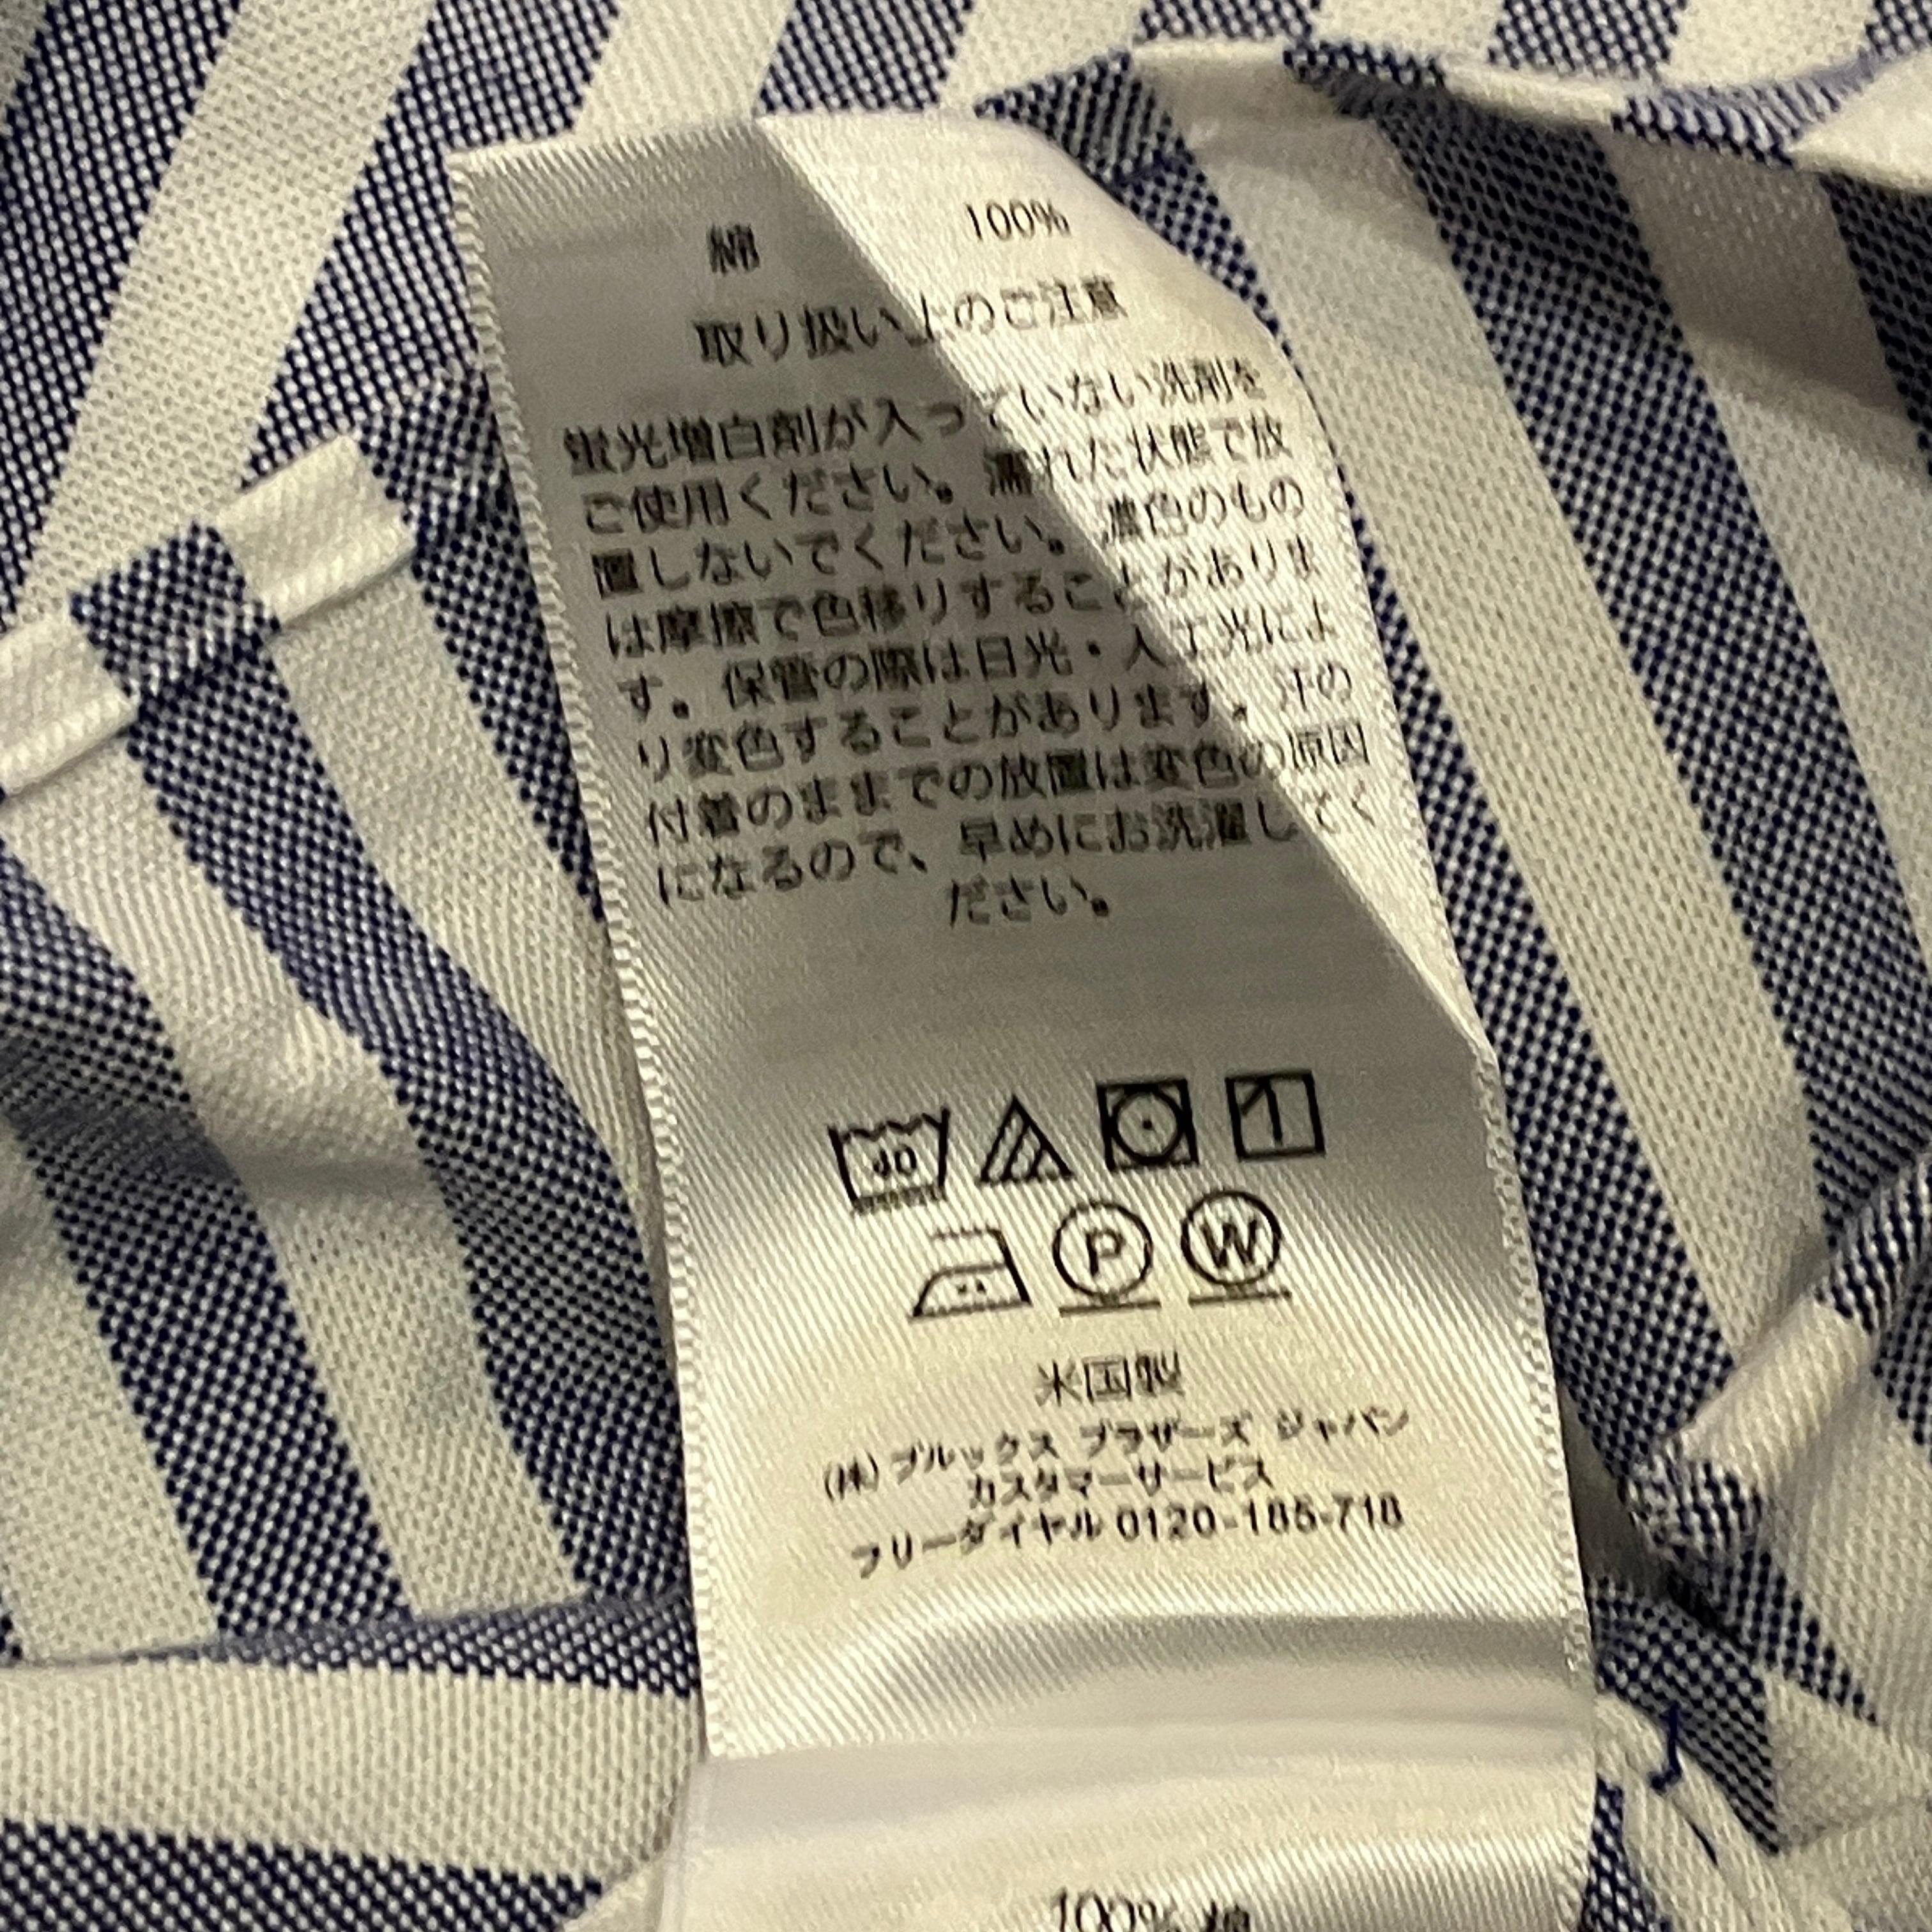 綿 100%
取り扱い上のご注意
蛍光増白剤が入っていない洗剤を
ご使用ください。濡れた状態で放
置しないでください。濃色のもの
は摩擦で色移りすることがありま
す。保管の際は日光・人工光によ
り変色することがあります。汗の
付着のままでの放置は変色の原因
になるので、早めにお洗濯してく
ださい。
40
P W
米国製
(株) ブルックス ブラザーズ ジャパン
カスタマーサービス
フリーダイヤル 0120-185-718
100% 棉